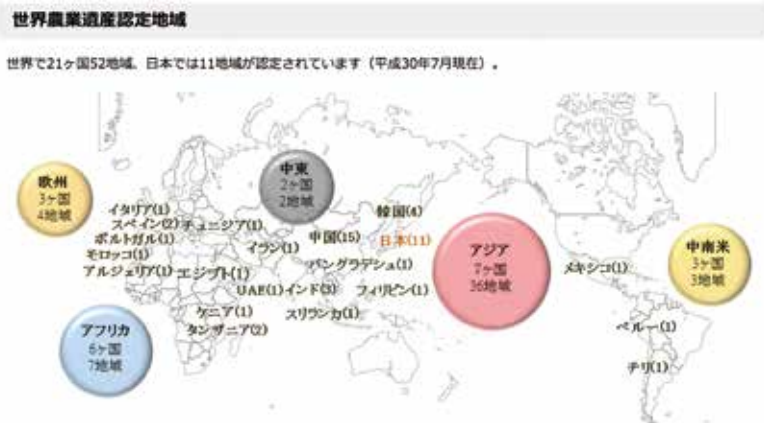 世界農業遺産認定地域
世界で21ヶ国52地域、日本では11地域が認定されています（平成30年7月現在）。
欧州
3ヶ国
4地域
中東
2ヶ国
2地域
イタリア(1)
スペイン(2)
チュニジア(1)
ポルトガル(1)
モロッコ(1)
アルジェリア(1)
エジプト(1)
イラン(1)
中国(15)
韓国(4)
日本(11)
バングラデシュ(1)
UAE(1)
インド(3)
フィリピン(1)
ケニア(1)
スリランカ(1)
タンザニア(2)
アジア
7ヶ国
36地域
メキシコ(1)
中南米
3ヶ国
3地域
アフリカ
6ヶ国
7地域
ペルー(1)
チリ(1)